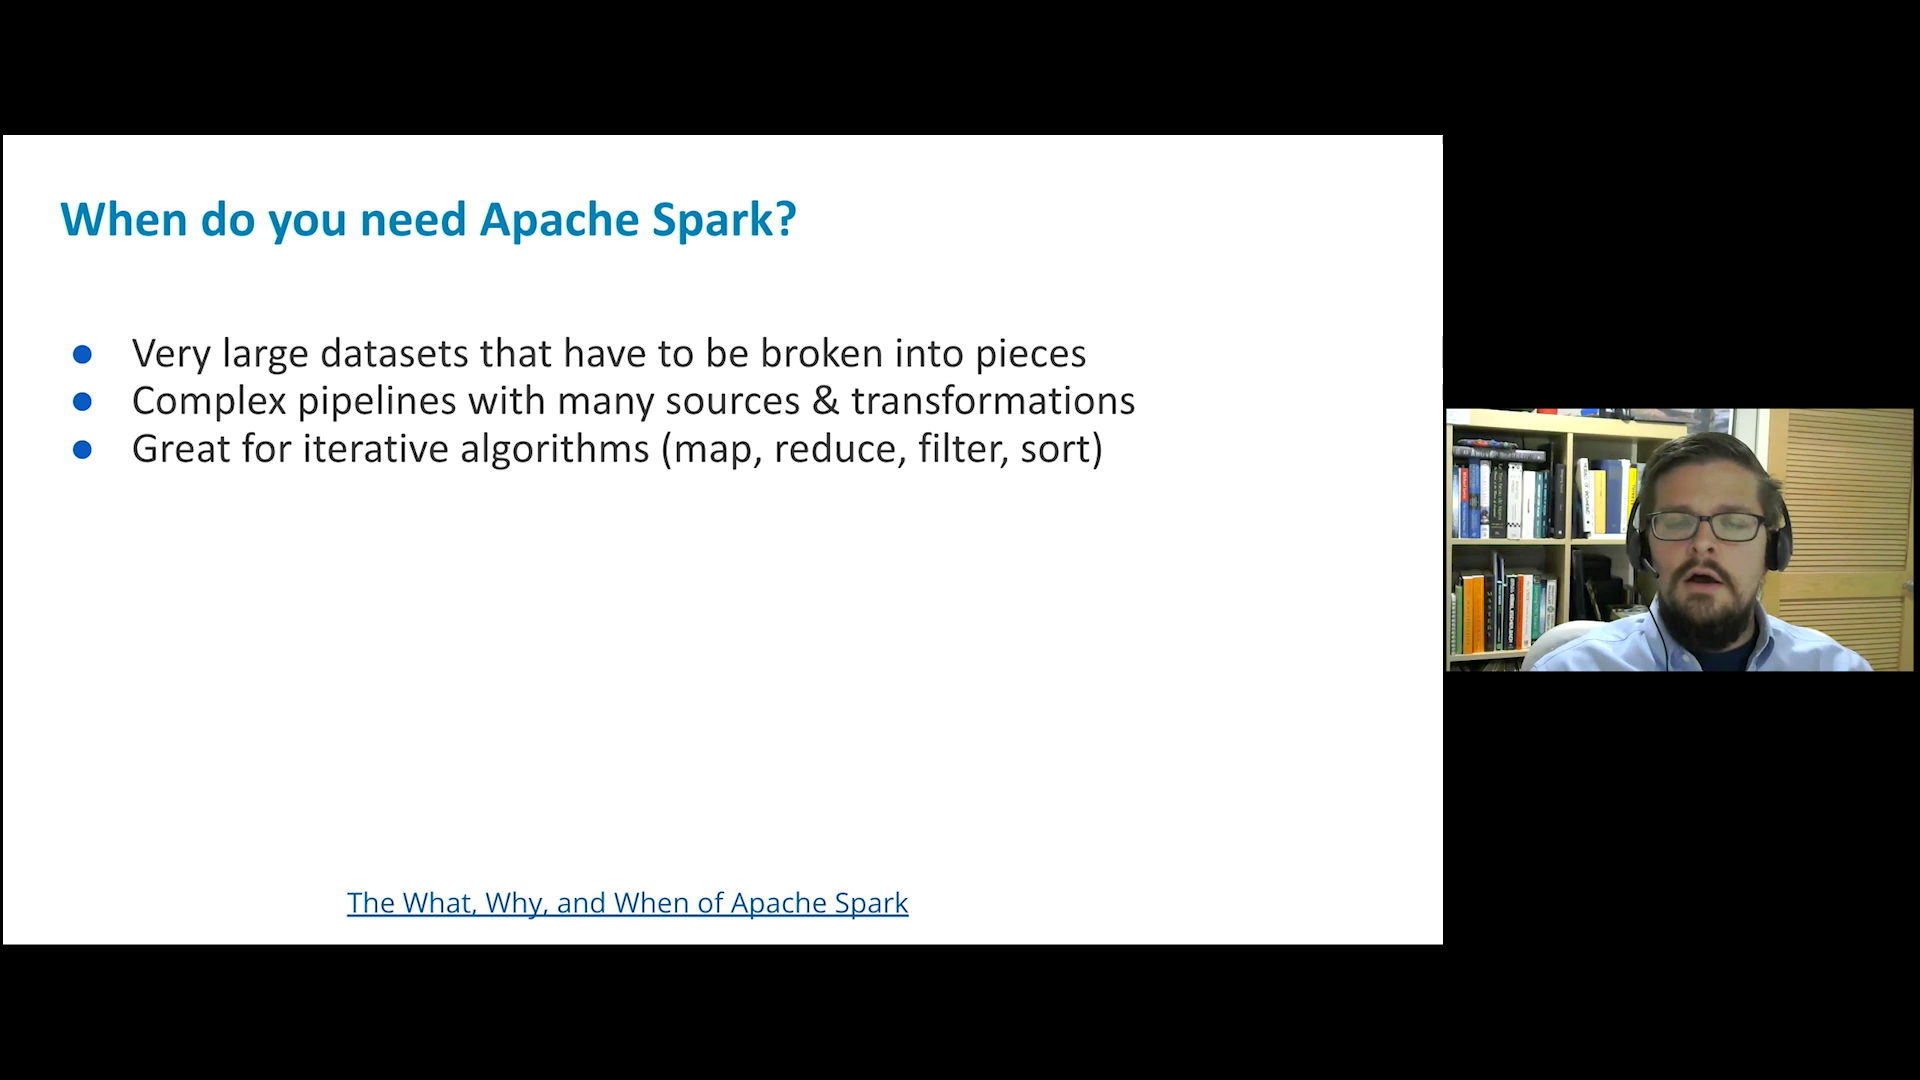 When do you need Apache Spark?
● Very large datasets that have to be broken into pieces
● Complex pipelines with many sources & transformations
● Great for iterative algorithms (map, reduce, filter, sort)
The What, Why, and When of Apache Spark
MASTERY